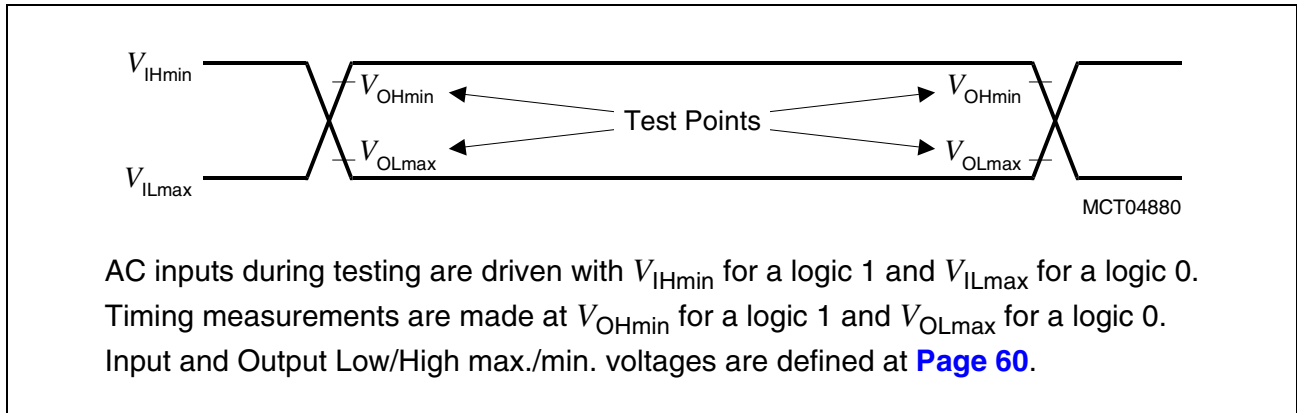 VIHmin
VOHmin
VOHmin
Test Points
VOLmax
VOLmax
VILmax
MCT04880
AC inputs during testing are driven with VIHmin for a logic 1 and VILmax for a logic 0.
Timing measurements are made at VOHmin for a logic 1 and VOLmax for a logic 0.
Input and Output Low/High max./min. voltages are defined at Page 60.